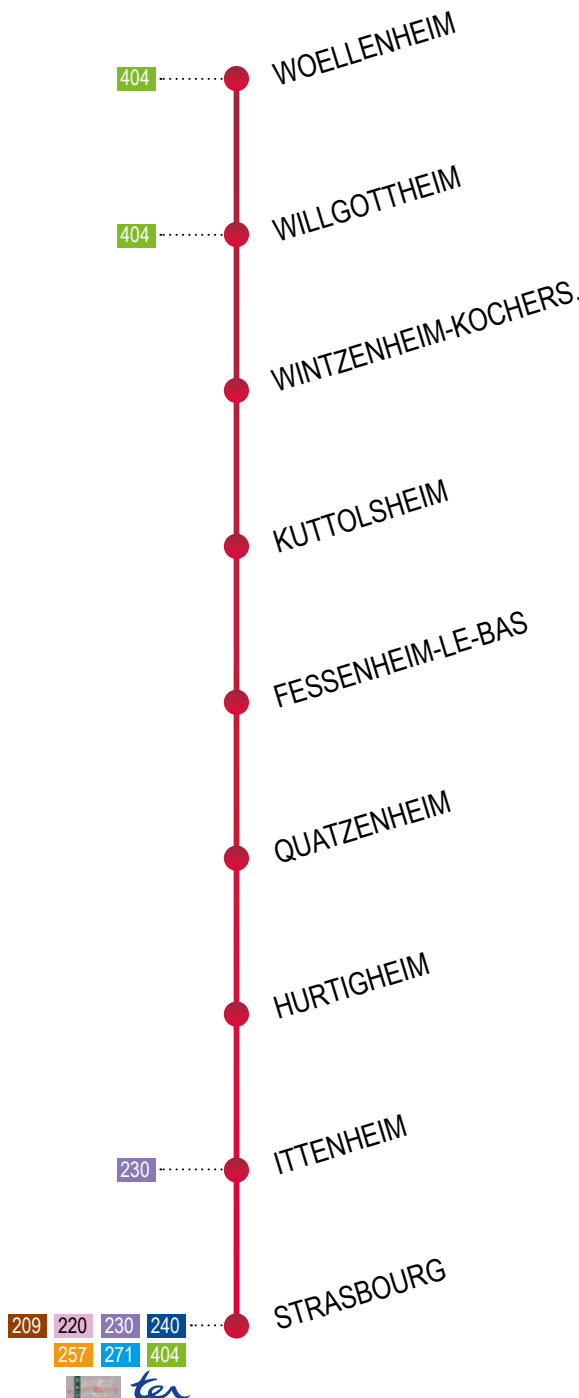 404 WOELLENHEIM
404 WILLGOTTHEIM
WINTZENHEIM-KOCHERS.
KUTTOLSHEIM
FESSENHEIM-LE-BAS
QUATZENHEIM
HURTIGHEIM
230 ITTENHEIM
209 220 230 240 STRASBOURG
257 271 404
ter